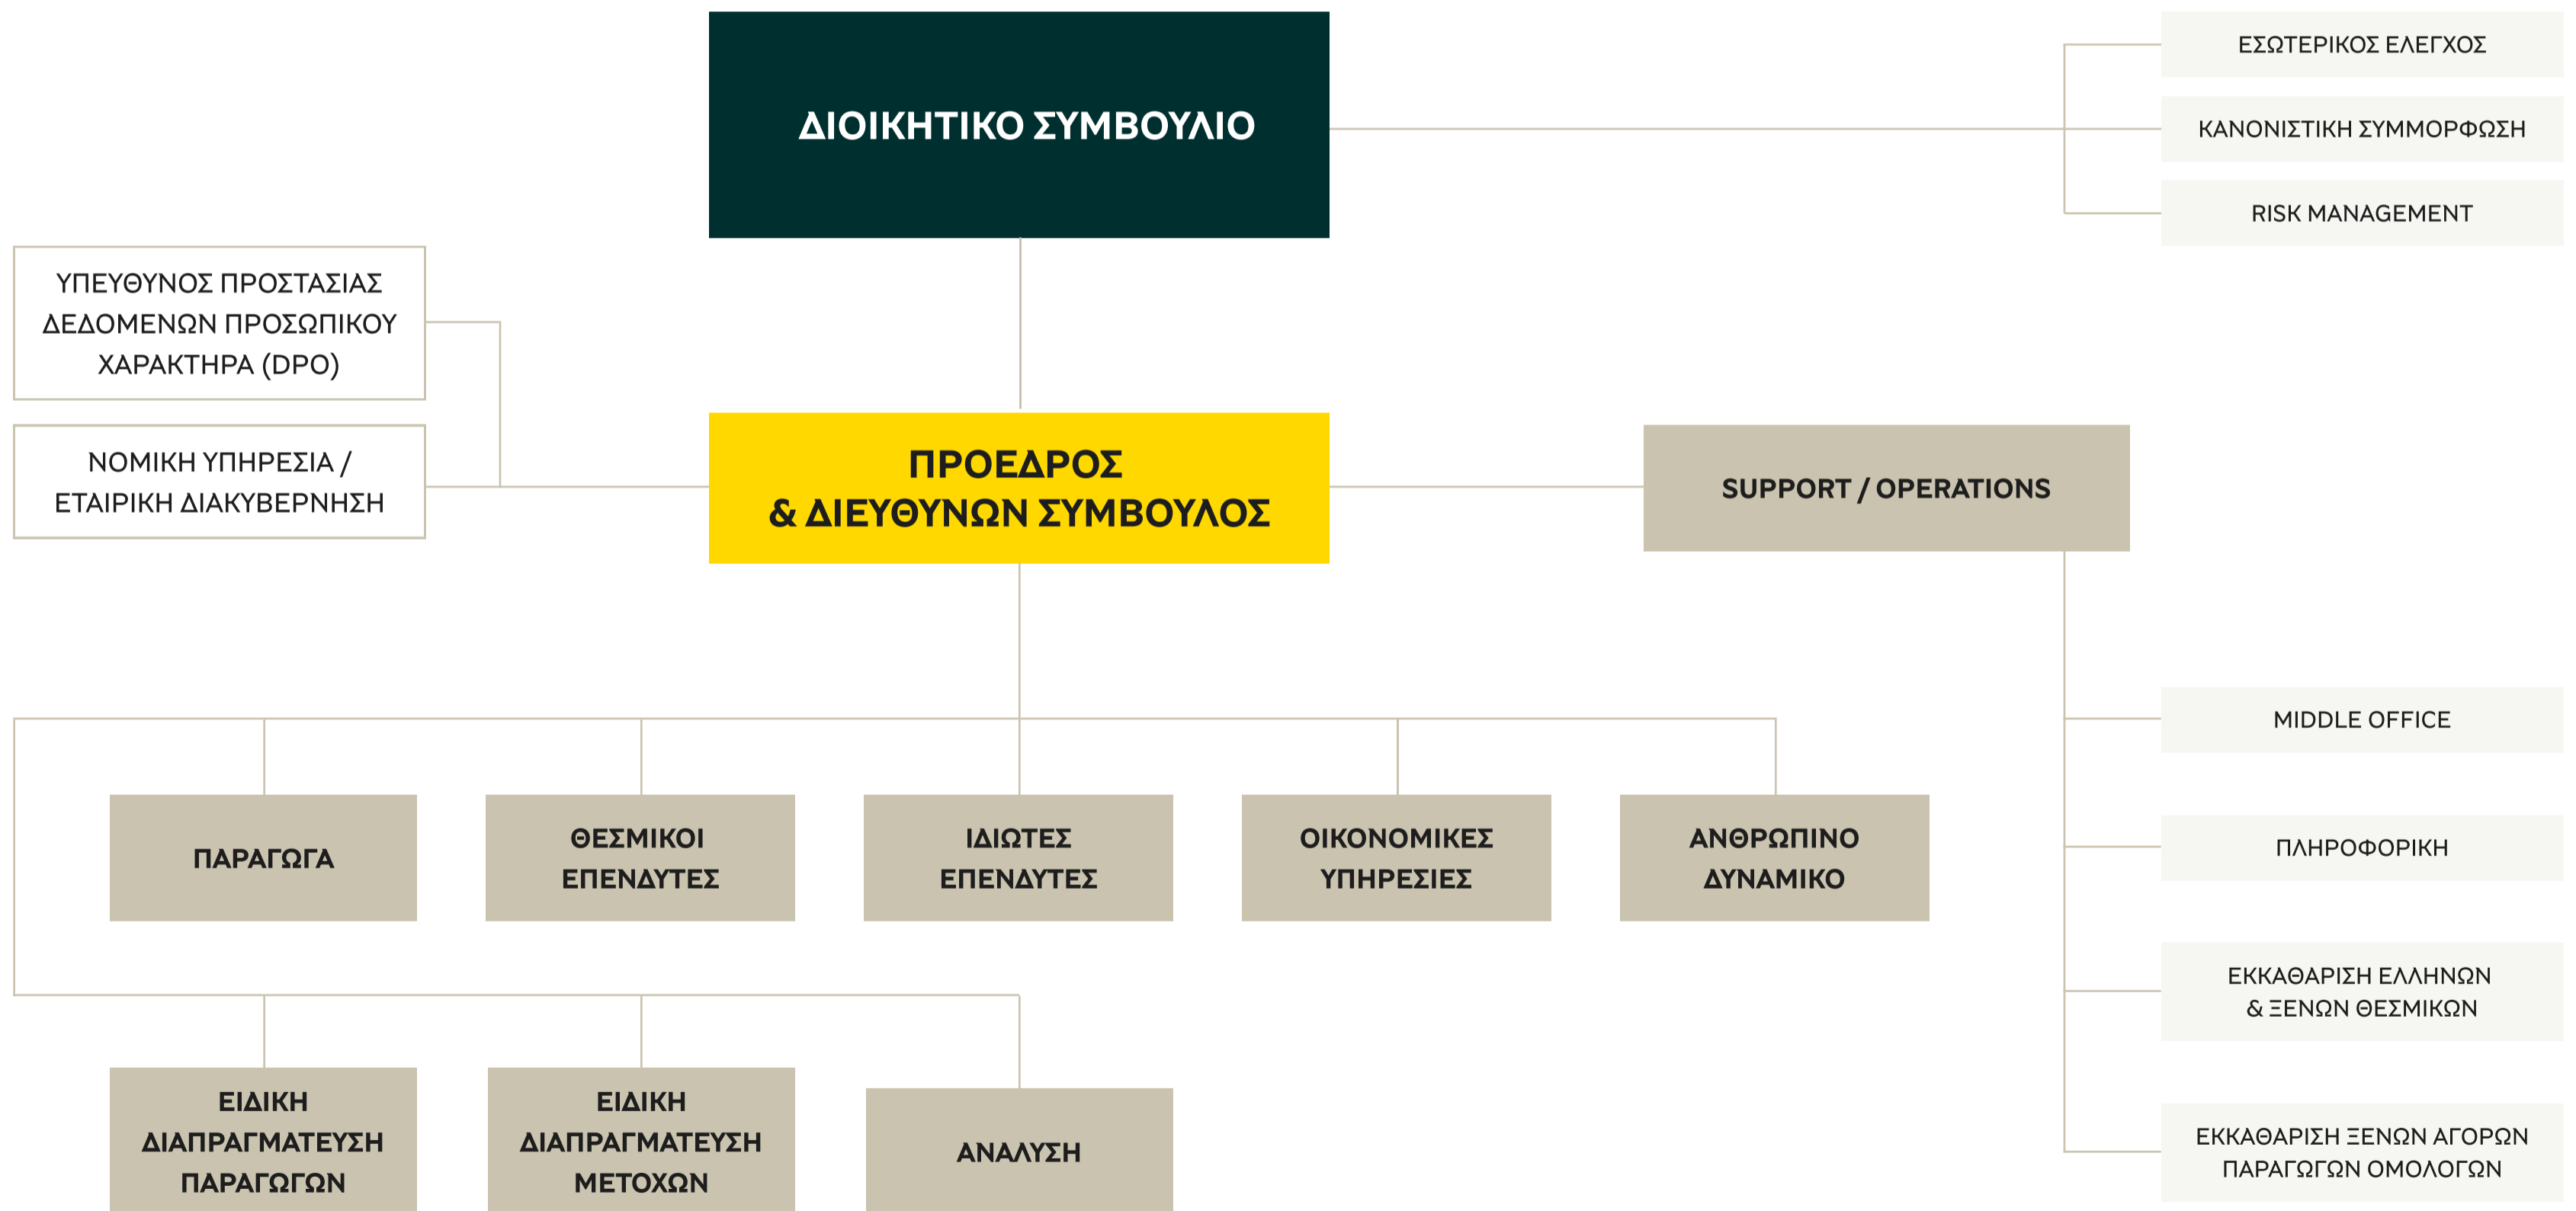 ΔΙΟΙΚΗΤΙΚΟ ΣΥΜΒΟΥΛΙΟ
ΕΣΩΤΕΡΙΚΟΣ ΕΛΕΓΧΟΣ
ΚΑΝΟΝΙΣΤΙΚΗ ΣΥΜΜΟΡΦΩΣΗ
RISK MANAGEMENT
ΥΠΕΥΘΥΝΟΣ ΠΡΟΣΤΑΣΙΑΣ
ΔΕΔΟΜΕΝΩΝ ΠΡΟΣΩΠΙΚΟΥ
ΧΑΡΑΚΤΗΡΑ (DPO)
ΝΟΜΙΚΗ ΥΠΗΡΕΣΙΑ /
ΕΤΑΙΡΙΚΗ ΔΙΑΚΥΒΕΡΝΗΣΗ
ΠΡΟΕΔΡΟΣ
& ΔΙΕΥΘΥΝΩΝ ΣΥΜΒΟΥΛΟΣ
SUPPORT / OPERATIONS
MIDDLE OFFICE
ΠΛΗΡΟΦΟΡΙΚΗ
ΕΚΚΑΘΑΡΙΣΗ ΕΛΛΗΝΩΝ
& ΞΕΝΩΝ ΘΕΣΜΙΚΩΝ
ΕΚΚΑΘΑΡΙΣΗ ΞΕΝΩΝ ΑΓΟΡΩΝ
ΠΑΡΑΓΩΓΩΝ ΟΜΟΛΟΓΩΝ
ΠΑΡΑΓΩΓΑ
ΘΕΣΜΙΚΟΙ
ΕΠΕΝΔΥΤΕΣ
ΙΔΙΩΤΕΣ
ΕΠΕΝΔΥΤΕΣ
ΟΙΚΟΝΟΜΙΚΕΣ
ΥΠΗΡΕΣΙΕΣ
ΑΝΘΡΩΠΙΝΟ
ΔΥΝΑΜΙΚΟ
ΕΙΔΙΚΗ
ΔΙΑΠΡΑΓΜΑΤΕΥΣΗ
ΠΑΡΑΓΩΓΩΝ
ΕΙΔΙΚΗ
ΔΙΑΠΡΑΓΜΑΤΕΥΣΗ
ΜΕΤΟΧΩΝ
ΑΝΑΛΥΣΗ